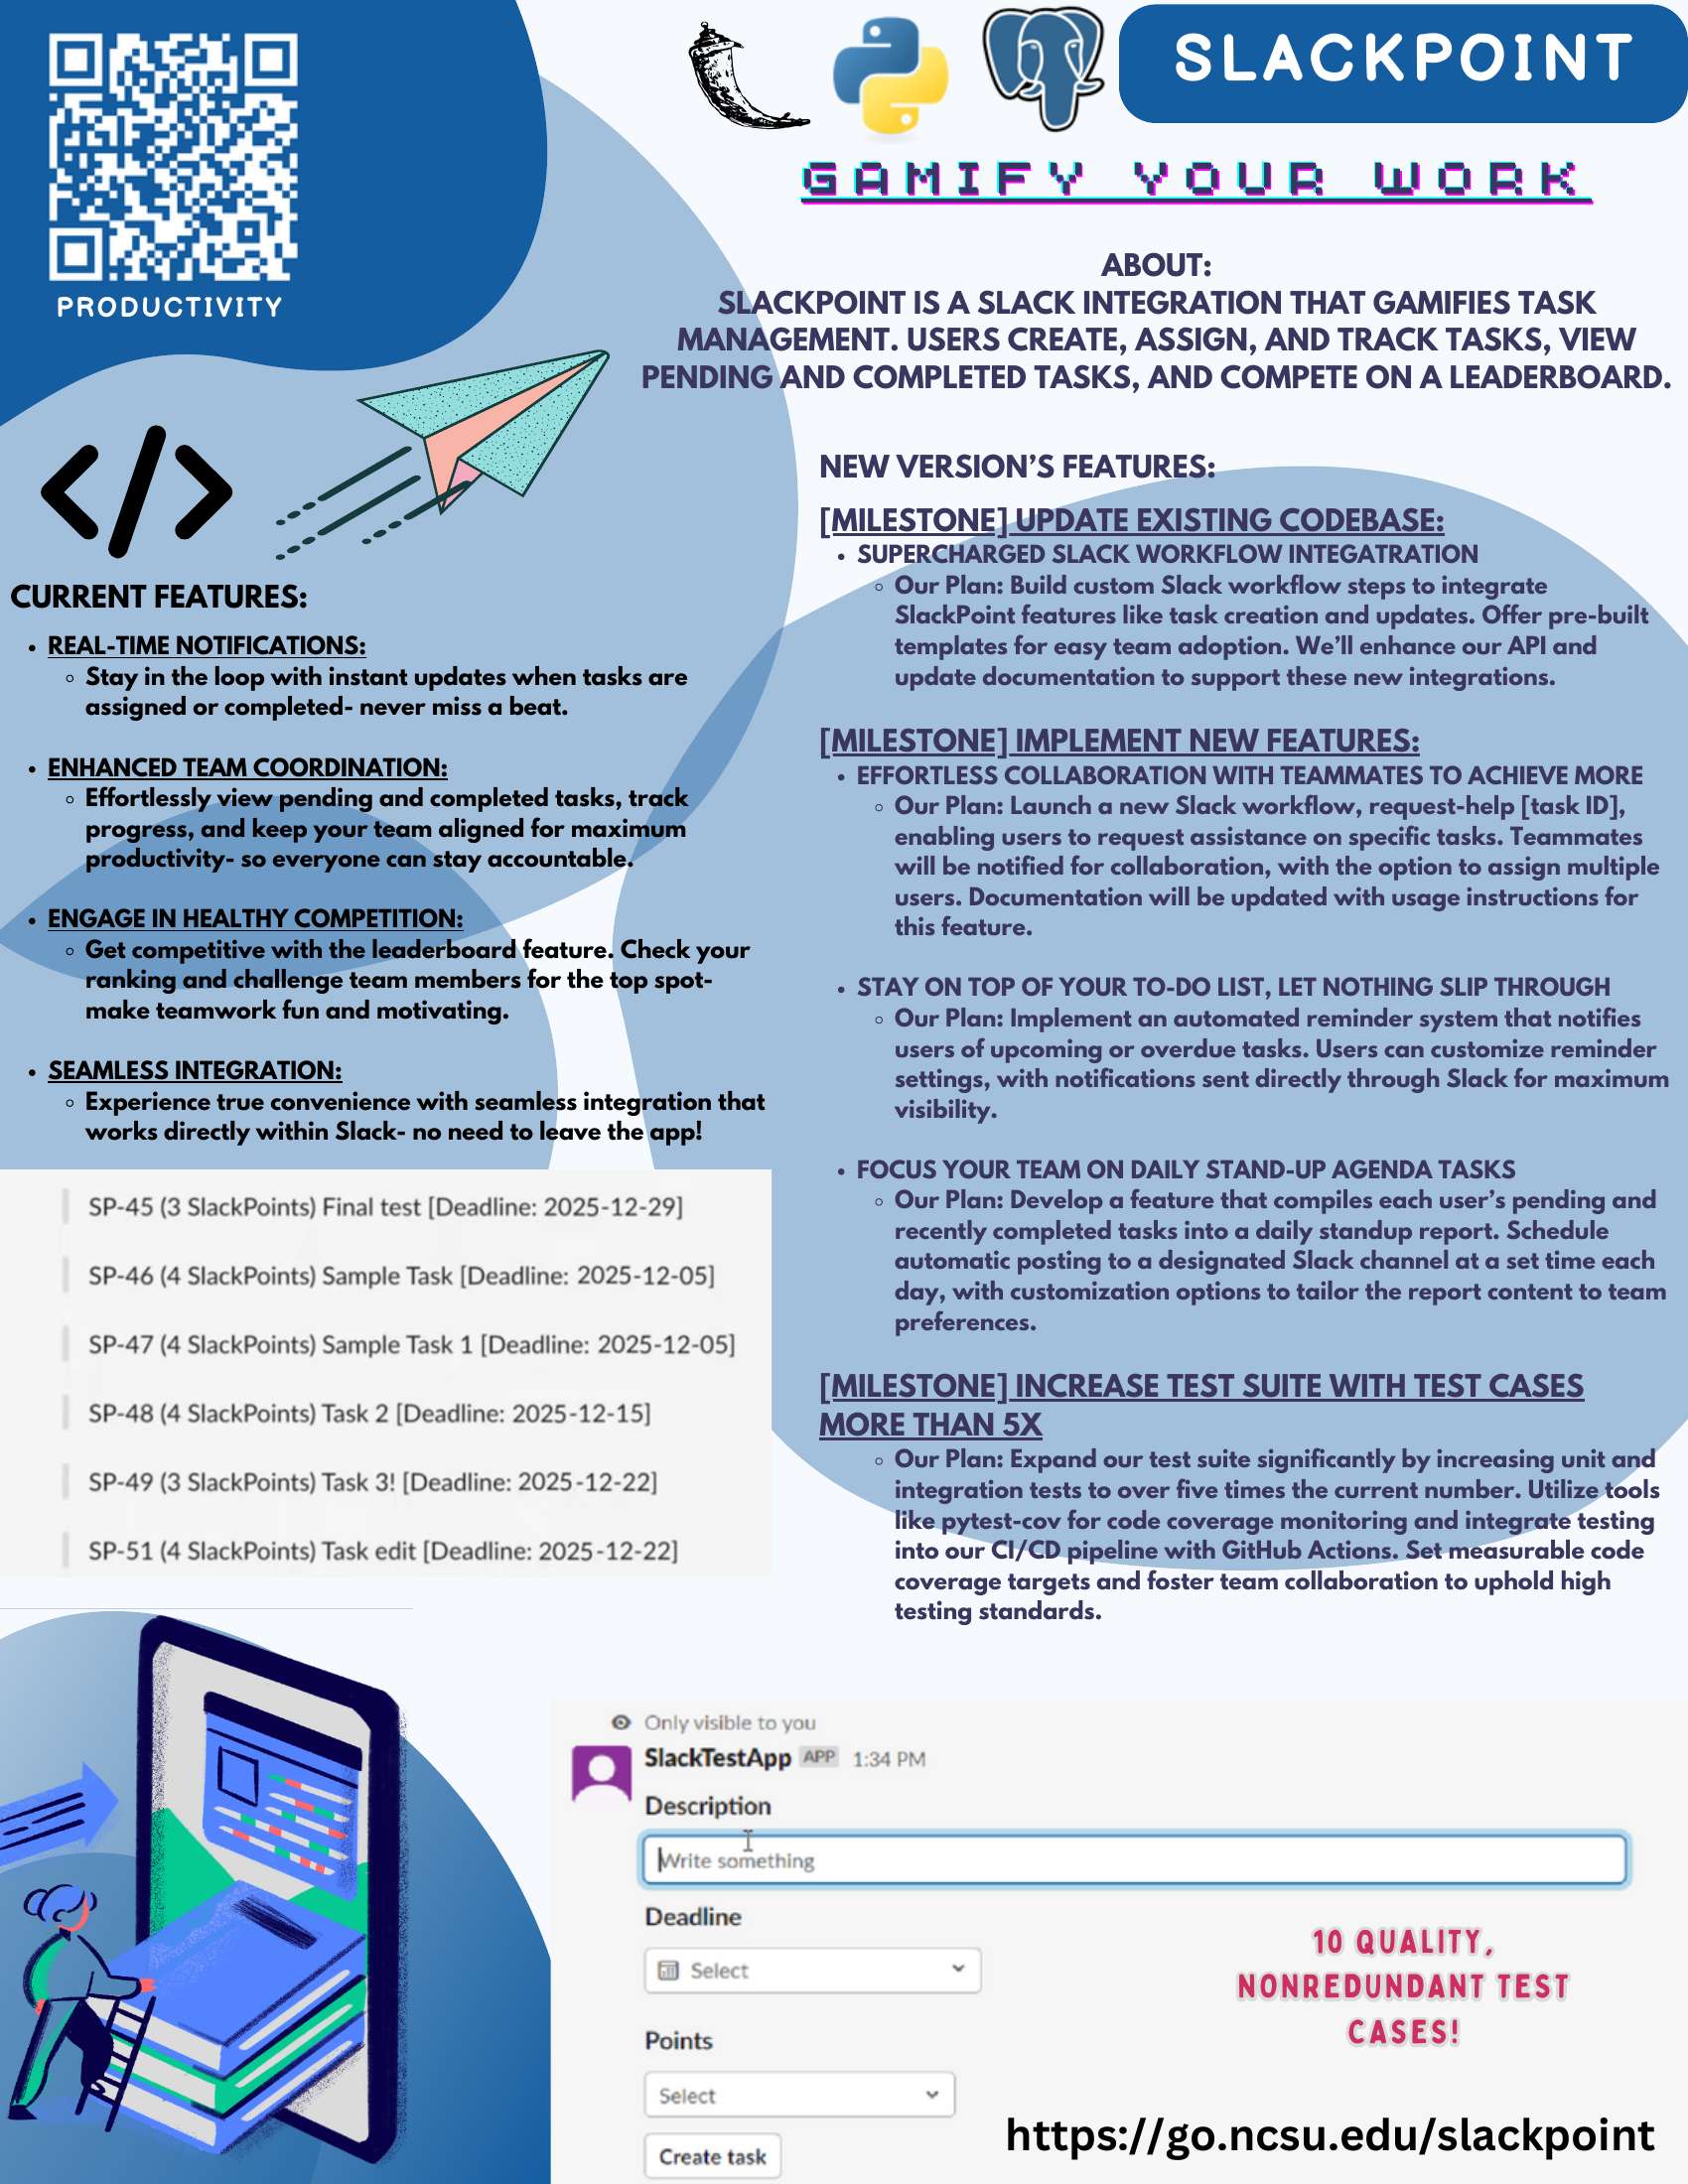 SLACKPOINT
GAMIFY YOUR WORK
PRODUCTIVITY
ABOUT:
SLACKPOINT IS A SLACK INTEGRATION THAT GAMIFIES TASK
MANAGEMENT. USERS CREATE, ASSIGN, AND TRACK TASKS, VIEW
PENDING AND COMPLETED TASKS, AND COMPETE ON A LEADERBOARD.
</>
CURRENT FEATURES:
• REAL-TIME NOTIFICATIONS:
◦ Stay in the loop with instant updates when tasks are
assigned or completed- never miss a beat.
• ENHANCED TEAM COORDINATION:
◦ Effortlessly view pending and completed tasks, track
progress, and keep your team aligned for maximum
productivity- so everyone can stay accountable.
• ENGAGE IN HEALTHY COMPETITION:
◦ Get competitive with the leaderboard feature. Check your
ranking and challenge team members for the top spot-
make teamwork fun and motivating.
• SEAMLESS INTEGRATION:
◦ Experience true convenience with seamless integration that
works directly within Slack- no need to leave the app!
SP-45 (3 SlackPoints) Final test [Deadline: 2025-12-29]
SP-46 (4 SlackPoints) Sample Task [Deadline: 2025-12-05]
SP-47 (4 SlackPoints) Sample Task 1 [Deadline: 2025-12-05]
SP-48 (4 SlackPoints) Task 2 [Deadline: 2025-12-15]
SP-49 (3 SlackPoints) Task 3! [Deadline: 2025-12-22]
SP-51 (4 SlackPoints) Task edit [Deadline: 2025-12-22]
NEW VERSION’S FEATURES:
[MILESTONE] UPDATE EXISTING CODEBASE:
• SUPERCHARGED SLACK WORKFLOW INTEGATRATION
◦ Our Plan: Build custom Slack workflow steps to integrate
SlackPoint features like task creation and updates. Offer pre-built
templates for easy team adoption. We’ll enhance our API and
update documentation to support these new integrations.
[MILESTONE] IMPLEMENT NEW FEATURES:
• EFFORTLESS COLLABORATION WITH TEAMMATES TO ACHIEVE MORE
◦ Our Plan: Launch a new Slack workflow, request-help [task ID],
enabling users to request assistance on specific tasks. Teammates
will be notified for collaboration, with the option to assign multiple
users. Documentation will be updated with usage instructions for
this feature.
• STAY ON TOP OF YOUR TO-DO LIST, LET NOTHING SLIP THROUGH
◦ Our Plan: Implement an automated reminder system that notifies
users of upcoming or overdue tasks. Users can customize reminder
settings, with notifications sent directly through Slack for maximum
visibility.
• FOCUS YOUR TEAM ON DAILY STAND-UP AGENDA TASKS
◦ Our Plan: Develop a feature that compiles each user’s pending and
recently completed tasks into a daily standup report. Schedule
automatic posting to a designated Slack channel at a set time each
day, with customization options to tailor the report content to team
preferences.
[MILESTONE] INCREASE TEST SUITE WITH TEST CASES
MORE THAN 5X
◦ Our Plan: Expand our test suite significantly by increasing unit and
integration tests to over five times the current number. Utilize tools
like pytest-cov for code coverage monitoring and integrate testing
into our CI/CD pipeline with GitHub Actions. Set measurable code
coverage targets and foster team collaboration to uphold high
testing standards.
Only visible to you
SlackTestApp APP 1:34 PM
Description
Write something
Deadline
Select
Points
Select
Create task
10 QUALITY,
NONREDUNDANT TEST
CASES!
https://go.ncsu.edu/slackpoint